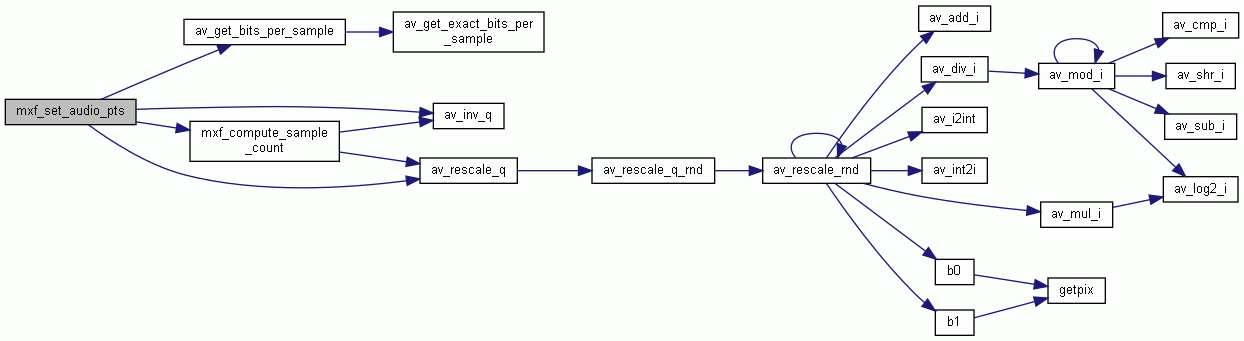 mxf_set_audio_pts
av_get_bits_per_sample
av_get_exact_bits_per
_sample
av_inv_q
mxf_compute_sample
_count
av_rescale_q
av_rescale_q_rnd
av_rescale_rnd
av_add_i
av_div_i
av_i2int
av_int2i
av_mul_i
b0
b1
av_mod_i
getpix
av_cmp_i
av_shr_i
av_sub_i
av_log2_i